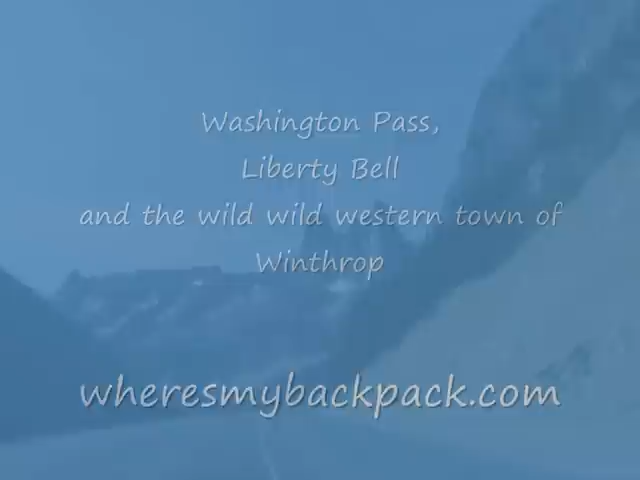 Washington Pass,
Liberty Bell
and the wild wild western town of
Winthrop
wheresmybackpack.com